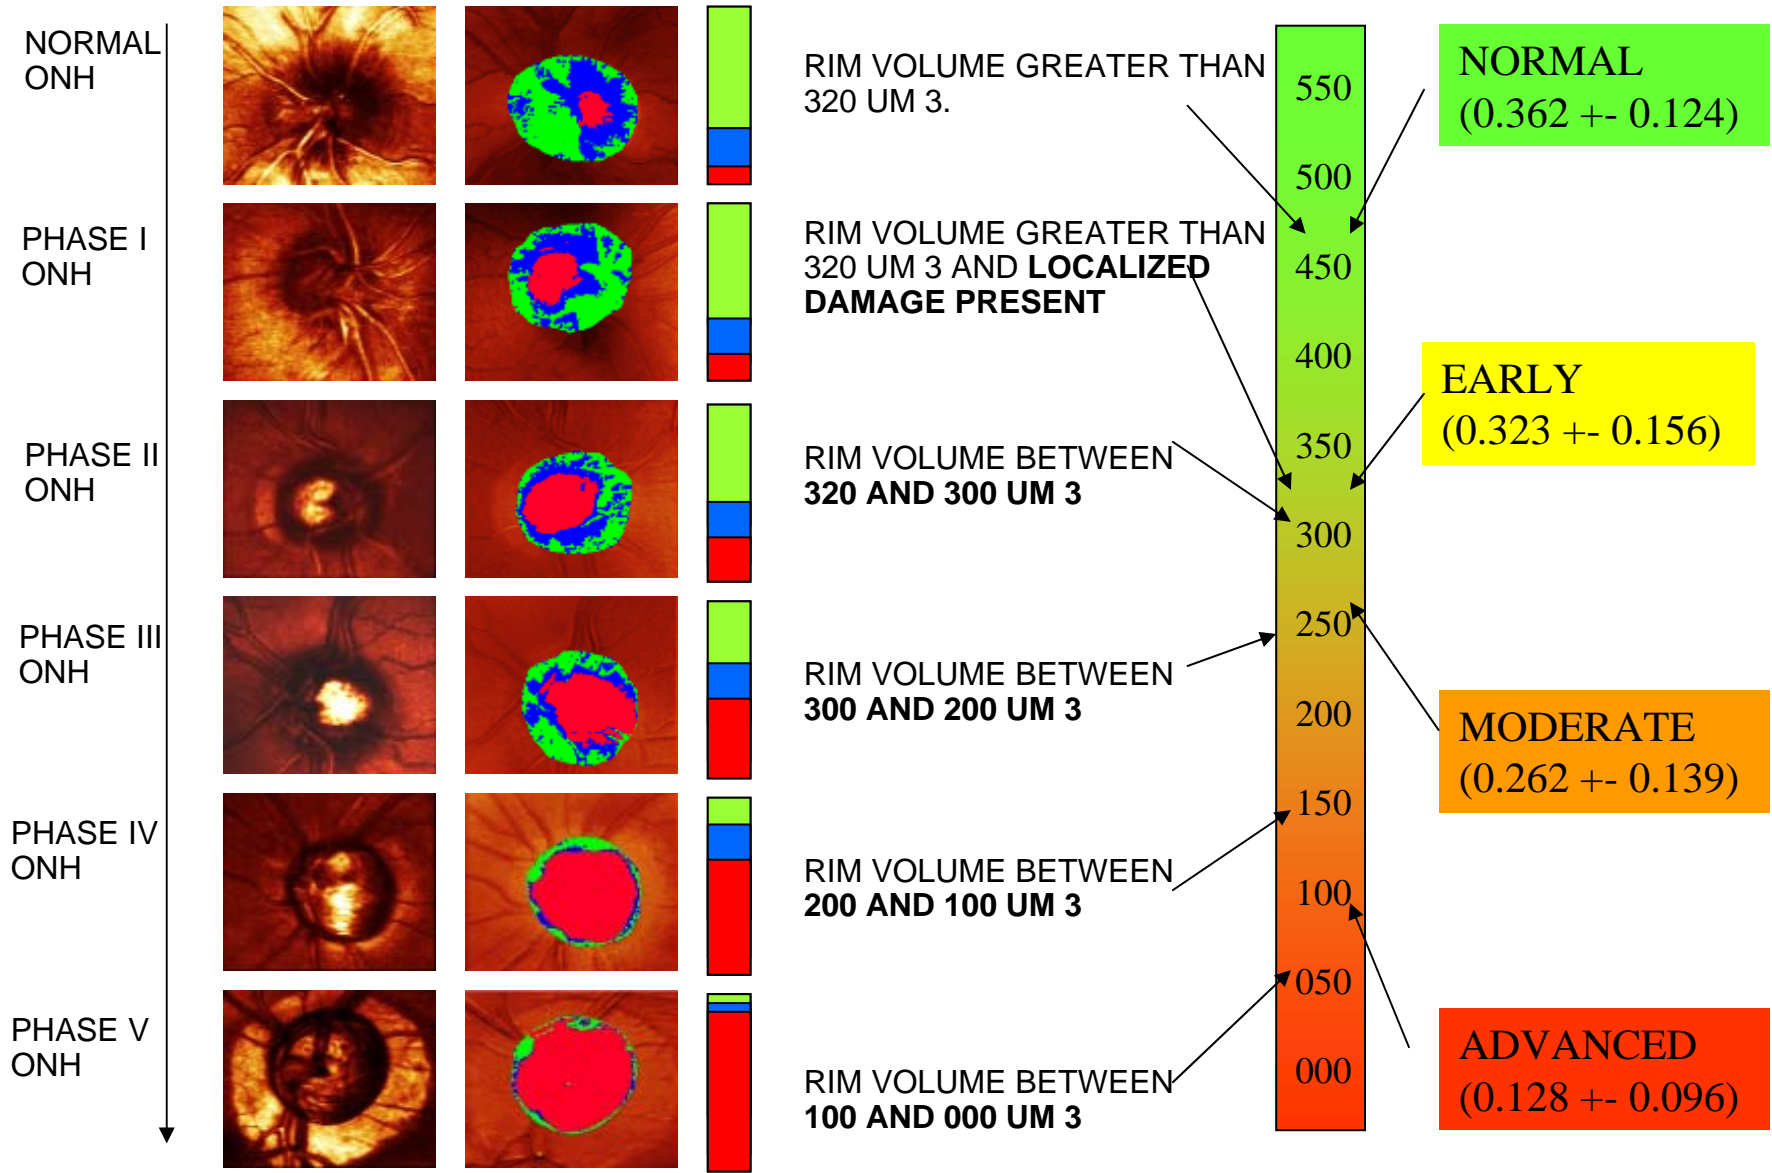 NORMAL
ONH
RIM VOLUME GREATER THAN
320 UM 3.
PHASE I
ONH
RIM VOLUME GREATER THAN
320 UM 3 AND LOCALIZED
DAMAGE PRESENT
PHASE II
ONH
RIM VOLUME BETWEEN
320 AND 300 UM 3
PHASE III
ONH
RIM VOLUME BETWEEN
300 AND 200 UM 3
PHASE IV
ONH
RIM VOLUME BETWEEN
200 AND 100 UM 3
PHASE V
ONH
RIM VOLUME BETWEEN
100 AND 000 UM 3
550
500
450
400
350
300
250
200
150
100
050
000
NORMAL
(0.362 +- 0.124)
EARLY
(0.323 +- 0.156)
MODERATE
(0.262 +- 0.139)
ADVANCED
(0.128 +- 0.096)